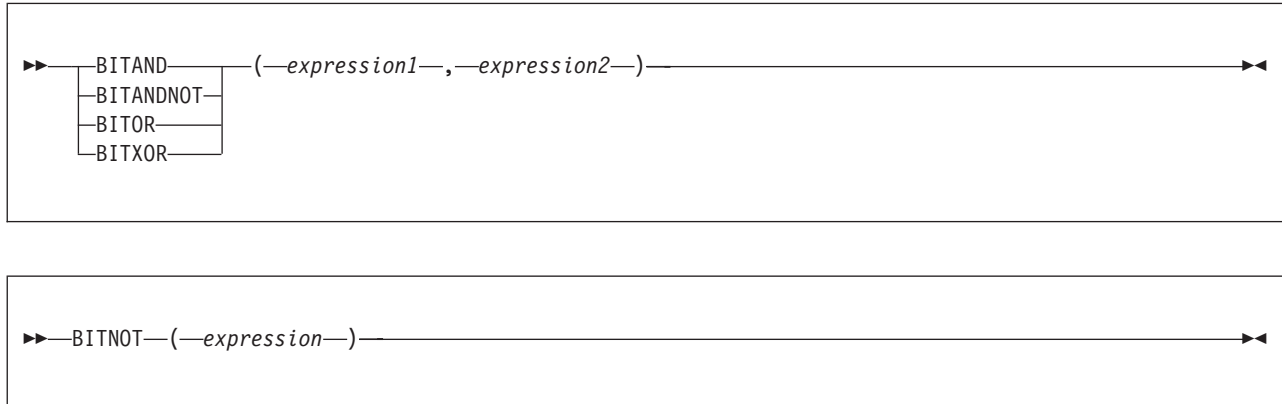 BITAND ( expression1 , expression2 )
BITANDNOT
BITOR
BITXOR
BITNOT ( expression )